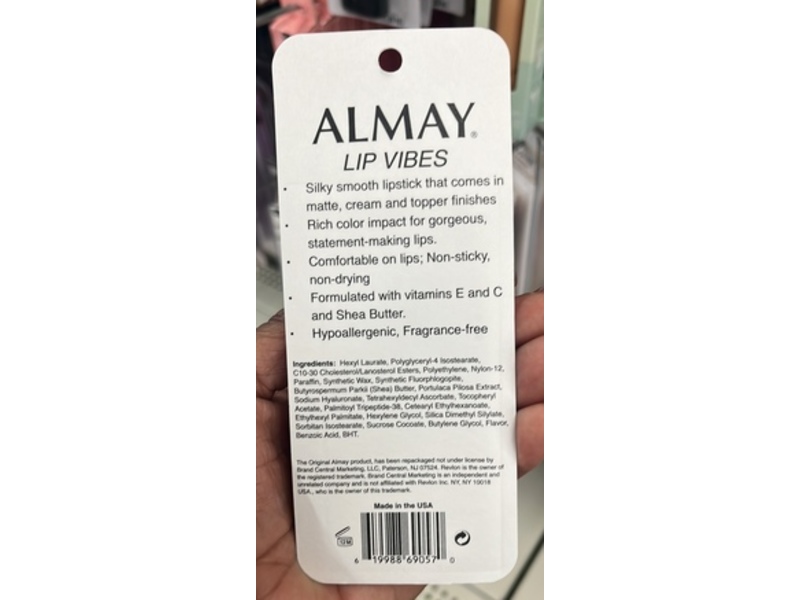 ALMAY®
LIP VIBES
• Silky smooth lipstick that comes in
matte, cream and topper finishes
• Rich color impact for gorgeous,
statement-making lips.
• Comfortable on lips; Non-sticky,
non-drying
• Formulated with vitamins E and C
and Shea Butter.
• Hypoallergenic, Fragrance-free
Ingredients: Hexyl Laurate, Polyglyceryl-4 Isostearate,
C10-30 Cholesterol/Lanosterol Esters, Polyethylene, Nylon-12,
Paraffin, Synthetic Wax, Synthetic Fluorphlogopite,
Butyrospermum Parkii (Shea) Butter, Portulaca Pilosa Extract,
Sodium Hyaluronate, Tetrahexyldecyl Ascorbate, Tocopheryl
Acetate, Palmitoyl Tripeptide-38, Cetearyl Ethylhexanoate,
Ethylhexyl Palmitate, Hexylene Glycol, Silica Dimethyl Silylate,
Sorbitan Isostearate, Sucrose Cocoate, Butylene Glycol, Flavor,
Benzoic Acid, BHT.
The Original Almay product, has been repackaged not under license by
Brand Central Marketing, LLC, Paterson, NJ 07524. Revlon is the owner of
the registered trademark. Brand Central Marketing is an independent and
unrelated company and is not affiliated with Revlon Inc. NY, NY 10018
USA., who is the owner of this trademark.
Made in the USA
12M
6 19988 69057 0